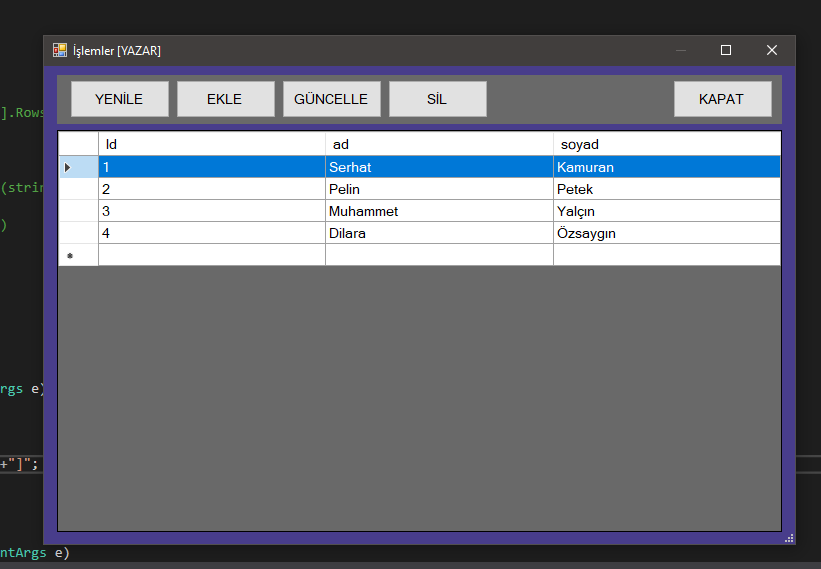 İşlemler [YAZAR]
YENİLE EKLE GÜNCELLE SİL KAPAT
Id ad soyad
1 Serhat Kamuran
2 Pelin Petek
3 Muhammet Yalçın
4 Dilara Özsaygın
].Rows
(strin
)
rgs e)
+"]";
ntArgs e)